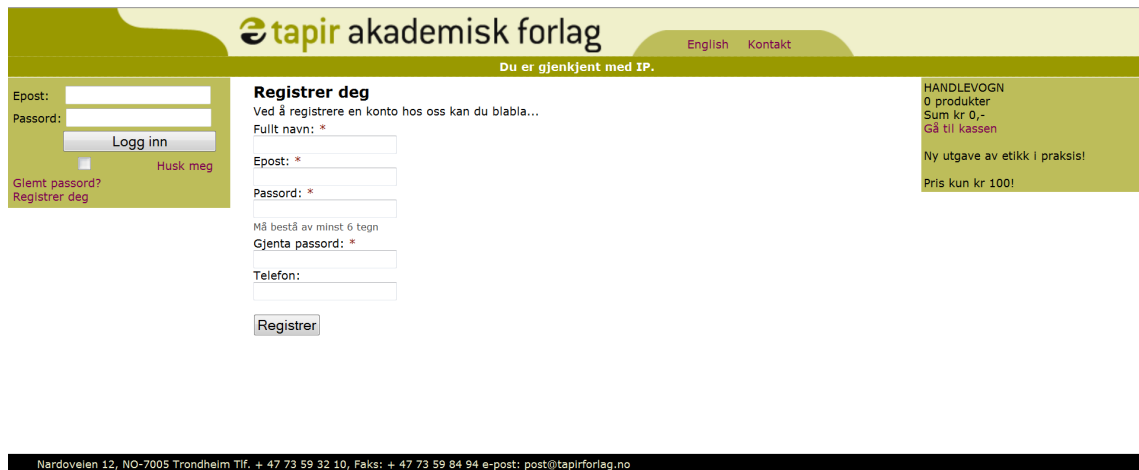 tapir akademisk forlag
English Kontakt
Du er gjenkjent med IP.
Epost:
Passord:
Logg inn
Husk meg
Glemt passord?
Registrer deg
Registrer deg
Ved å registrere en konto hos oss kan du blabla...
Fullt navn: *
Epost: *
Passord: *
Må bestå av minst 6 tegn
Gjenta passord: *
Telefon:
Registrer
HANDLEVOGN
0 produkter
Sum kr 0,-
Gå til kassen
Ny utgave av etikk i praksis!
Pris kun kr 100!
Nardoveien 12, NO-7005 Trondheim Tlf. + 47 73 59 32 10, Faks: + 47 73 59 84 94 e-post: post@tapirforlag.no